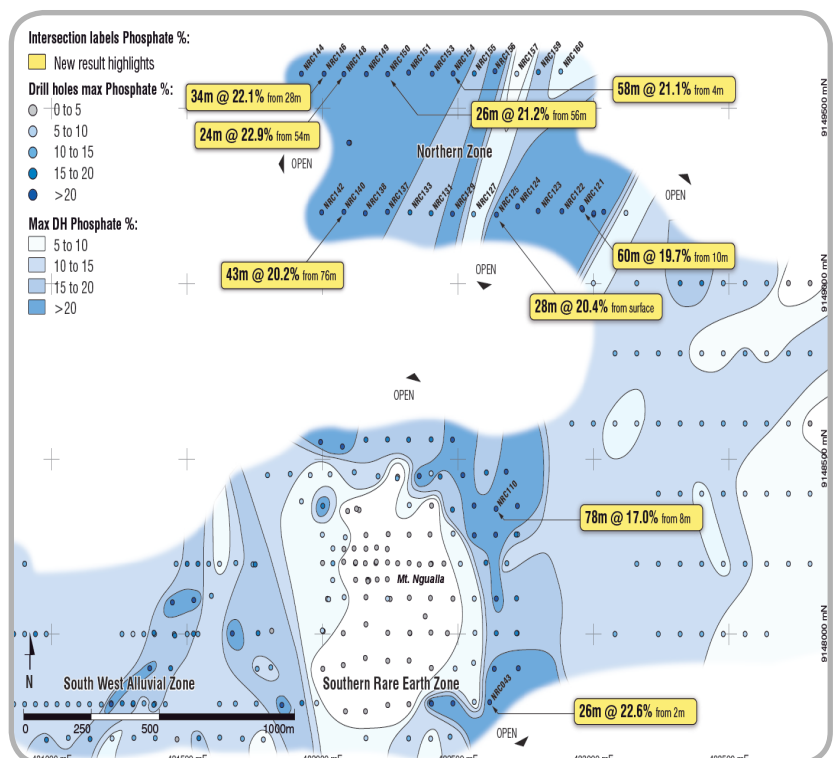 Intersection labels Phosphate %:
New result highlights
Drill holes max Phosphate %:
0 to 5
5 to 10
10 to 15
15 to 20
>20
Max DH Phosphate %:
5 to 10
10 to 15
15 to 20
>20
NRC144
NRC146
NRC148
NRC149
NRC150
NRC151
NRC153
NRC154
NRC155
NRC156
NRC157
NRC159
NRC160
34m @ 22.1% from 28m
58m @ 21.1% from 4m
26m @ 21.2% from 56m
24m @ 22.9% from 54m
9149500 mN
Northern Zone
OPEN
OPEN
NRC142
NRC140
NRC138
NRC137
NRC133
NRC131
NRC129
NRC127
NRC125
NRC124
NRC123
NRC122
NRC121
60m @ 19.7% from 10m
43m @ 20.2% from 76m
OPEN
28m @ 20.4% from surface
9149000 mN
OPEN
9148500 mN
NRC110
78m @ 17.0% from 8m
Mt. Ngualla
9148000 mN
N
South West Alluvial Zone
Southern Rare Earth Zone
NRC043
26m @ 22.6% from 2m
0 250 500 1000m
OPEN